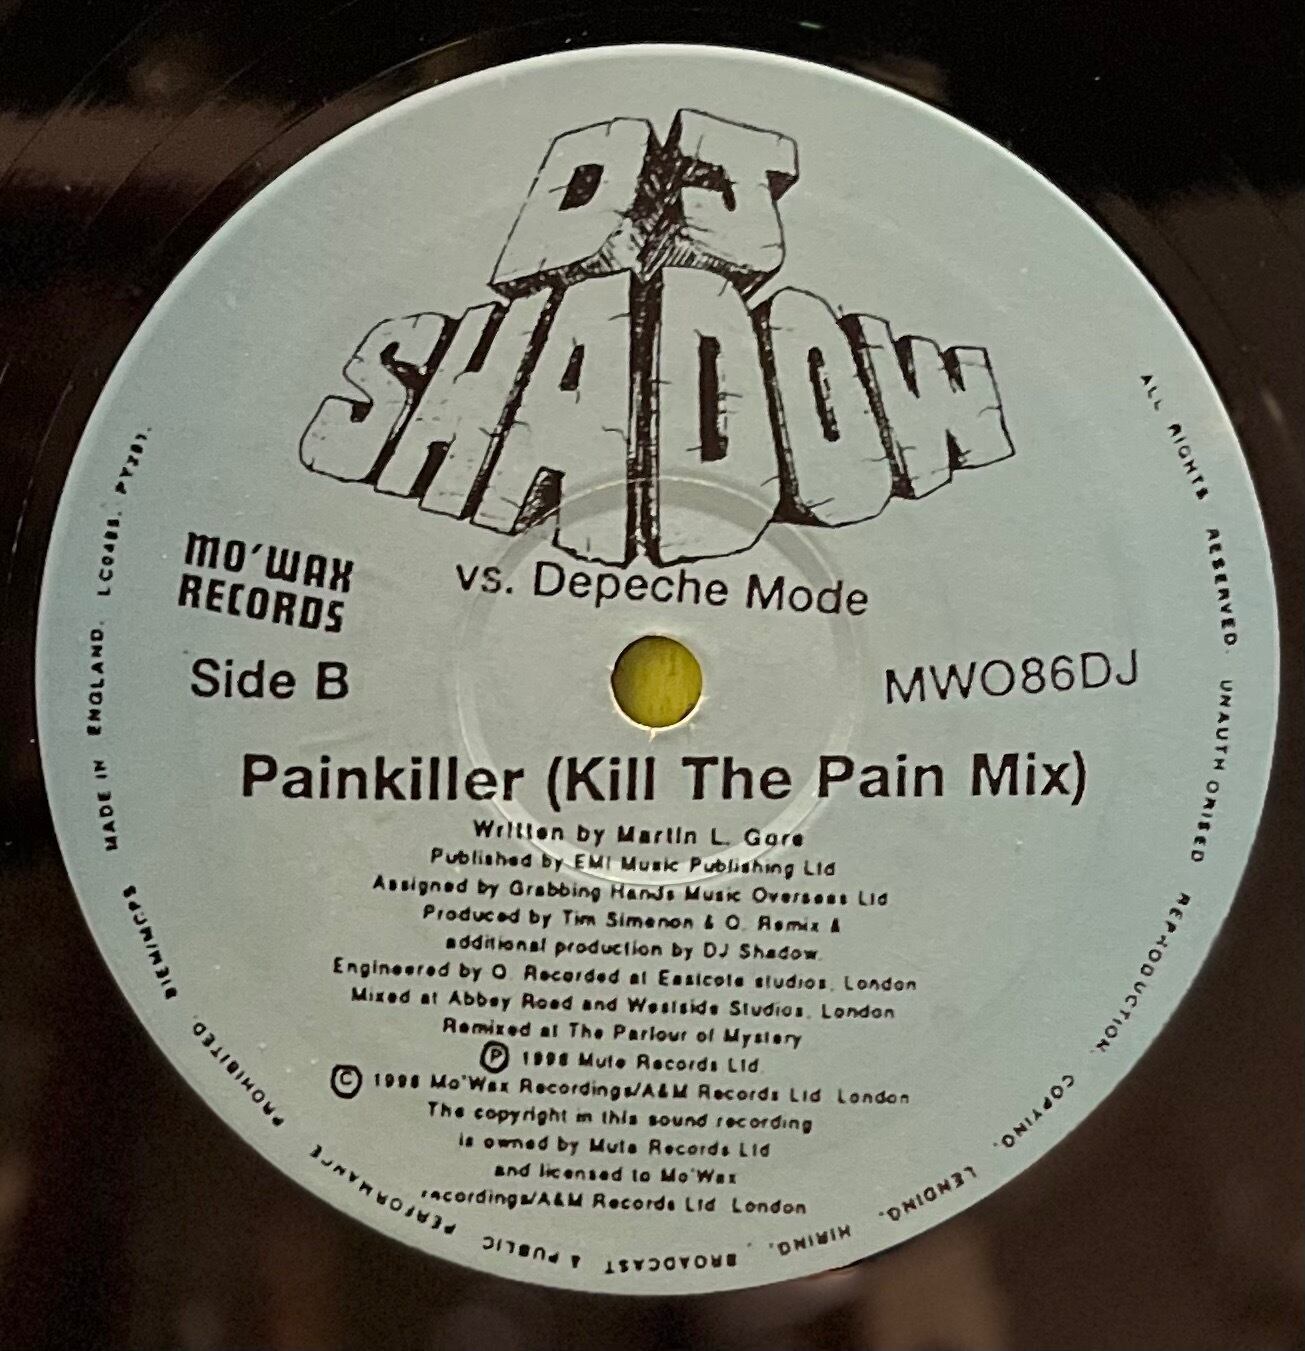 DJ
SHADOW
vs. Depeche Mode
MO'WAX
RECORDS
Side B
MWO86DJ
Painkiller (Kill The Pain Mix)
Written by Martin L. Gore
Published by EMI Music Publishing Ltd
Assigned by Grabbing Hands Music Overseas Ltd
Produced by Tim Simenon & Q. Remix &
additional production by DJ Shadow.
Engineered by Q. Recorded at Eastcote studios, London
Mixed at Abbey Road and Westside Studios, London
Remixed at The Parlour of Mystery
Ⓟ 1998 Mute Records Ltd.
Ⓒ 1998 Mo'Wax Recordings/A&M Records Ltd London
The copyright in this sound recording
is owned by Mute Records Ltd
and licensed to Mo'Wax
recordings/A&M Records Ltd London
ALL RIGHTS RESERVED. UNAUTHORISED REPRODUCTION. COPYING. LENDING. HIRING. BROADCAST & PUBLIC PERFORMANCE PROHIBITED. BIEM/MCPS MADE IN ENGLAND. LC0485. PY281.